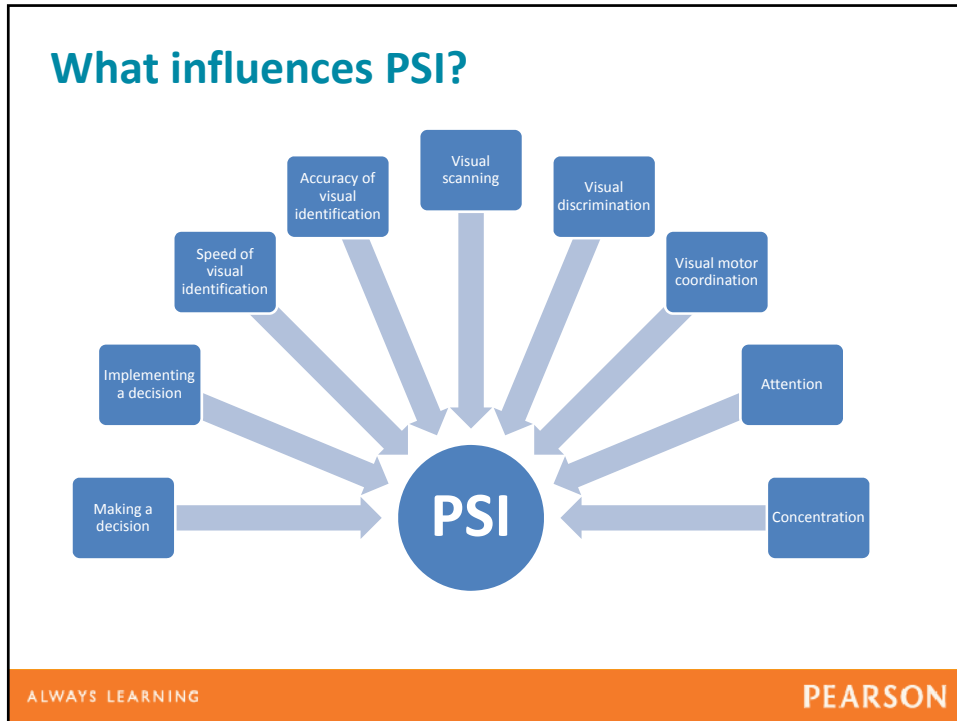 What influences PSI?
Making a
decision
Implementing
a decision
Speed of
visual
identification
Accuracy of
visual
identification
Visual
scanning
Visual
discrimination
Visual motor
coordination
Attention
Concentration
PSI
ALWAYS LEARNING
PEARSON